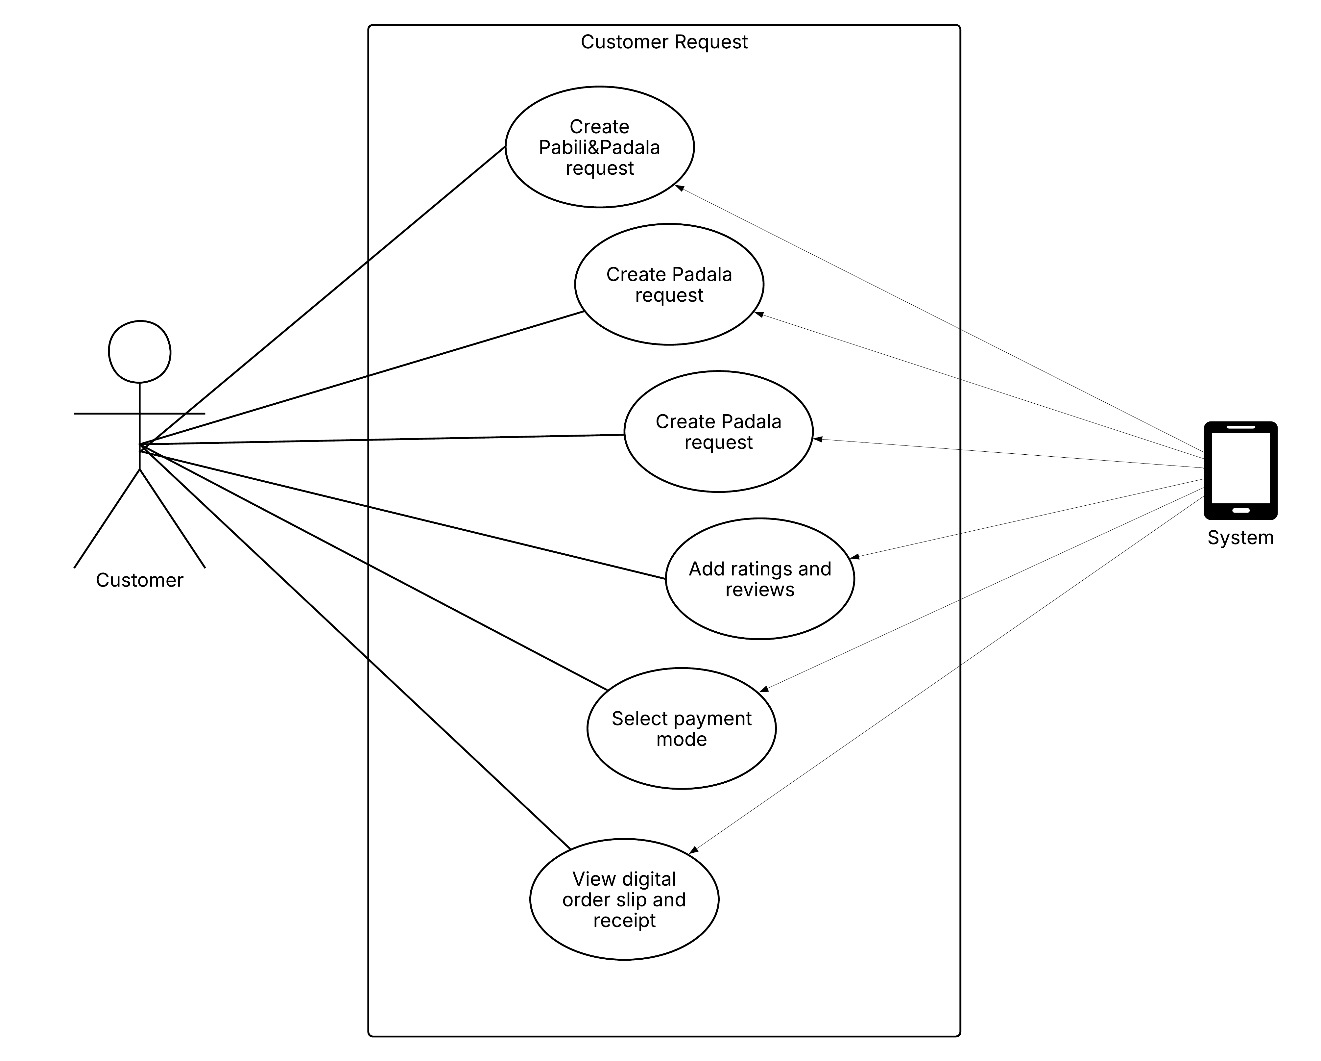 Customer Request
Create
Pabili&Padala
request
Create Padala
request
Create Padala
request
Add ratings and
reviews
Select payment
mode
View digital
order slip and
receipt
Customer
System